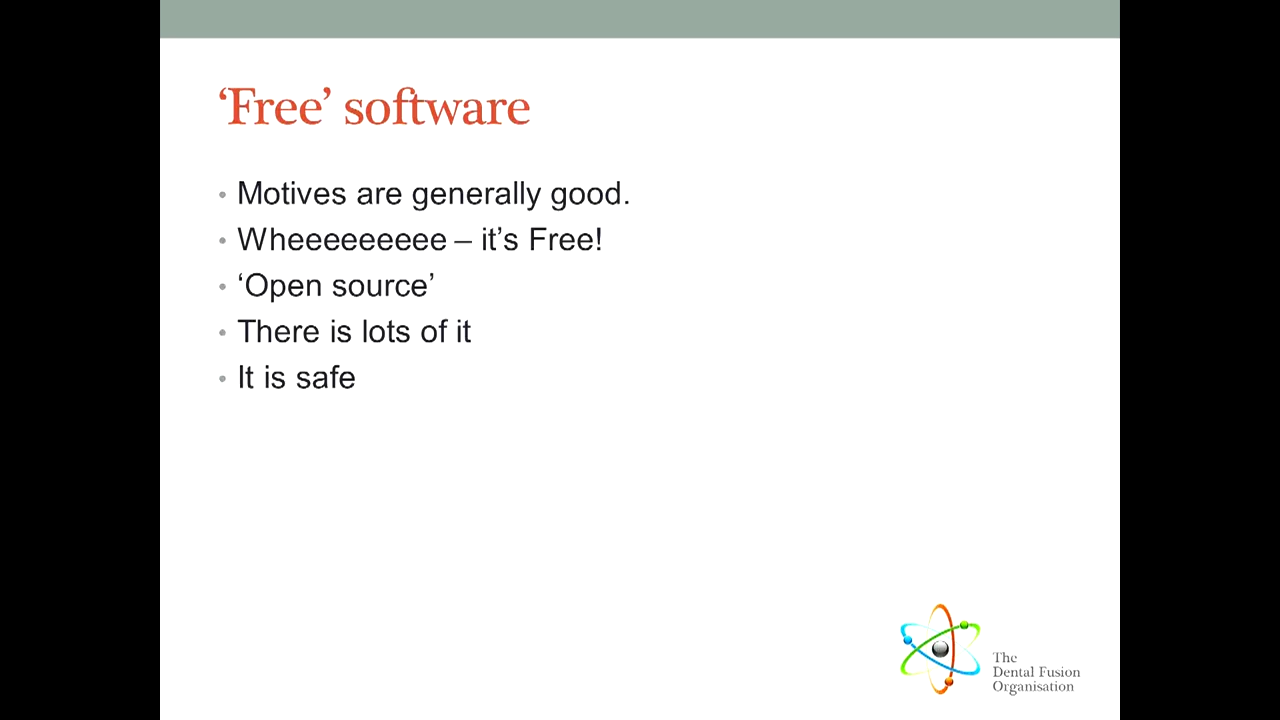 ‘Free’ software
• Motives are generally good.
• Wheeeeeeeee – it’s Free!
• ‘Open source’
• There is lots of it
• It is safe
The
Dental Fusion
Organisation